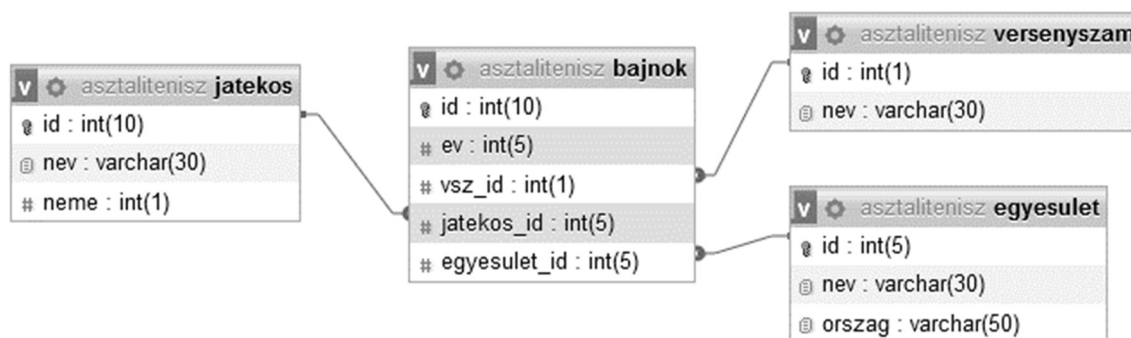 asztalitenisz jatekos
id : int(10)
nev : varchar(30)
neme : int(1)
asztalitenisz bajnok
id : int(10)
ev : int(5)
vsz_id : int(1)
jatekos_id : int(5)
egyesulet_id : int(5)
asztalitenisz versenyszam
id : int(1)
nev : varchar(30)
asztalitenisz egyesulet
id : int(5)
nev : varchar(30)
orszag : varchar(50)